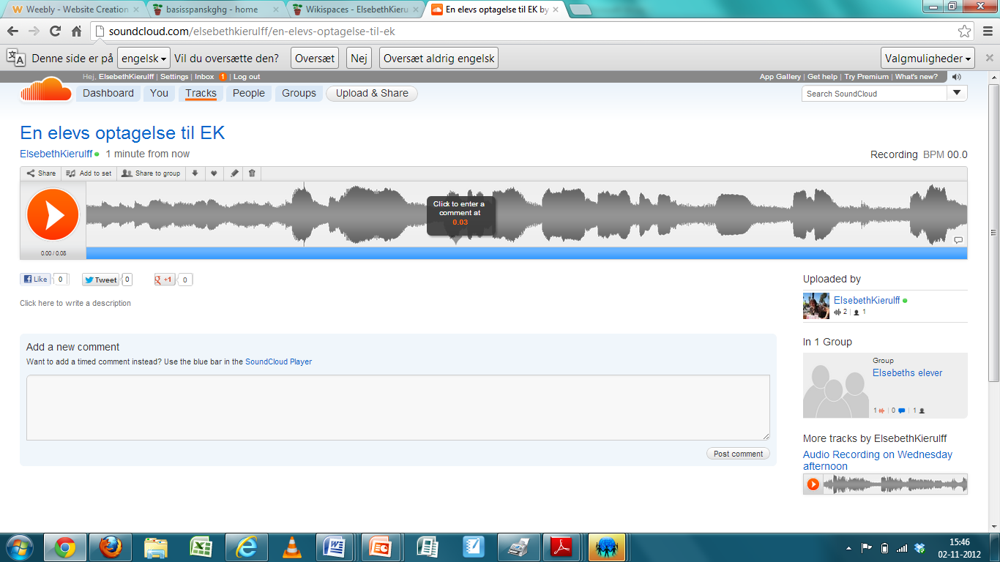 Weebly - Website Creation
basisspanskghg - home
Wikispaces - ElsebethKieru
En elevs optagelse til EK by
soundcloud.com/elsebethkierulff/en-elevs-optagelse-til-ek
Denne side er på engelsk Vil du oversætte den? Oversæt Nej Oversæt aldrig engelsk Valgmuligheder
Hej, ElsebethKierulff | Settings | Inbox 1 | Log out
App Gallery | Get help | Try Premium | What's new?
Dashboard You Tracks People Groups Upload & Share
Search SoundCloud
En elevs optagelse til EK
ElsebethKierulff 1 minute from now
Recording BPM 00.0
Share Add to set Share to group
Click to enter a
comment at
0.03
0.00 / 0.08
Like 0 Tweet 0 +1 0
Click here to write a description
Add a new comment
Want to add a timed comment instead? Use the blue bar in the SoundCloud Player
Post comment
Uploaded by
ElsebethKierulff
2 | 1
In 1 Group
Group
Elsebeths elever
1 | 0 | 1
More tracks by ElsebethKierulff
Audio Recording on Wednesday
afternoon
15:46
02-11-2012